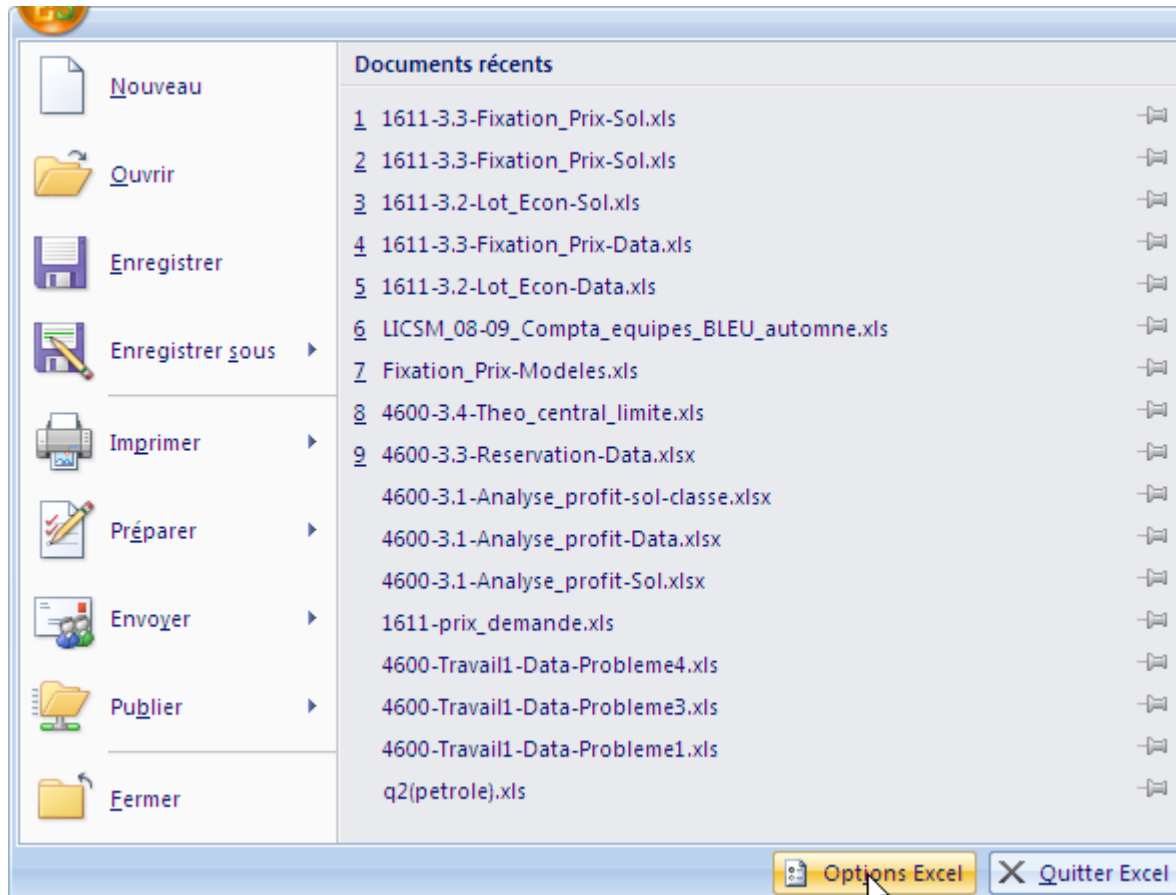 Nouveau
Ouvrir
Enregistrer
Enregistrer sous
Imprimer
Préparer
Envoyer
Publier
Fermer
Documents récents
1 1611-3.3-Fixation_Prix-Sol.xls
2 1611-3.3-Fixation_Prix-Sol.xls
3 1611-3.2-Lot_Econ-Sol.xls
4 1611-3.3-Fixation_Prix-Data.xls
5 1611-3.2-Lot_Econ-Data.xls
6 LICSM_08-09_Compta_equipes_BLEU_automne.xls
7 Fixation_Prix-Modeles.xls
8 4600-3.4-Theo_central_limite.xls
9 4600-3.3-Reservation-Data.xlsx
4600-3.1-Analyse_profit-sol-classe.xlsx
4600-3.1-Analyse_profit-Data.xlsx
4600-3.1-Analyse_profit-Sol.xlsx
1611-prix_demande.xls
4600-Travail1-Data-Probleme4.xls
4600-Travail1-Data-Probleme3.xls
4600-Travail1-Data-Probleme1.xls
q2(petrole).xls
Options Excel
Quitter Excel